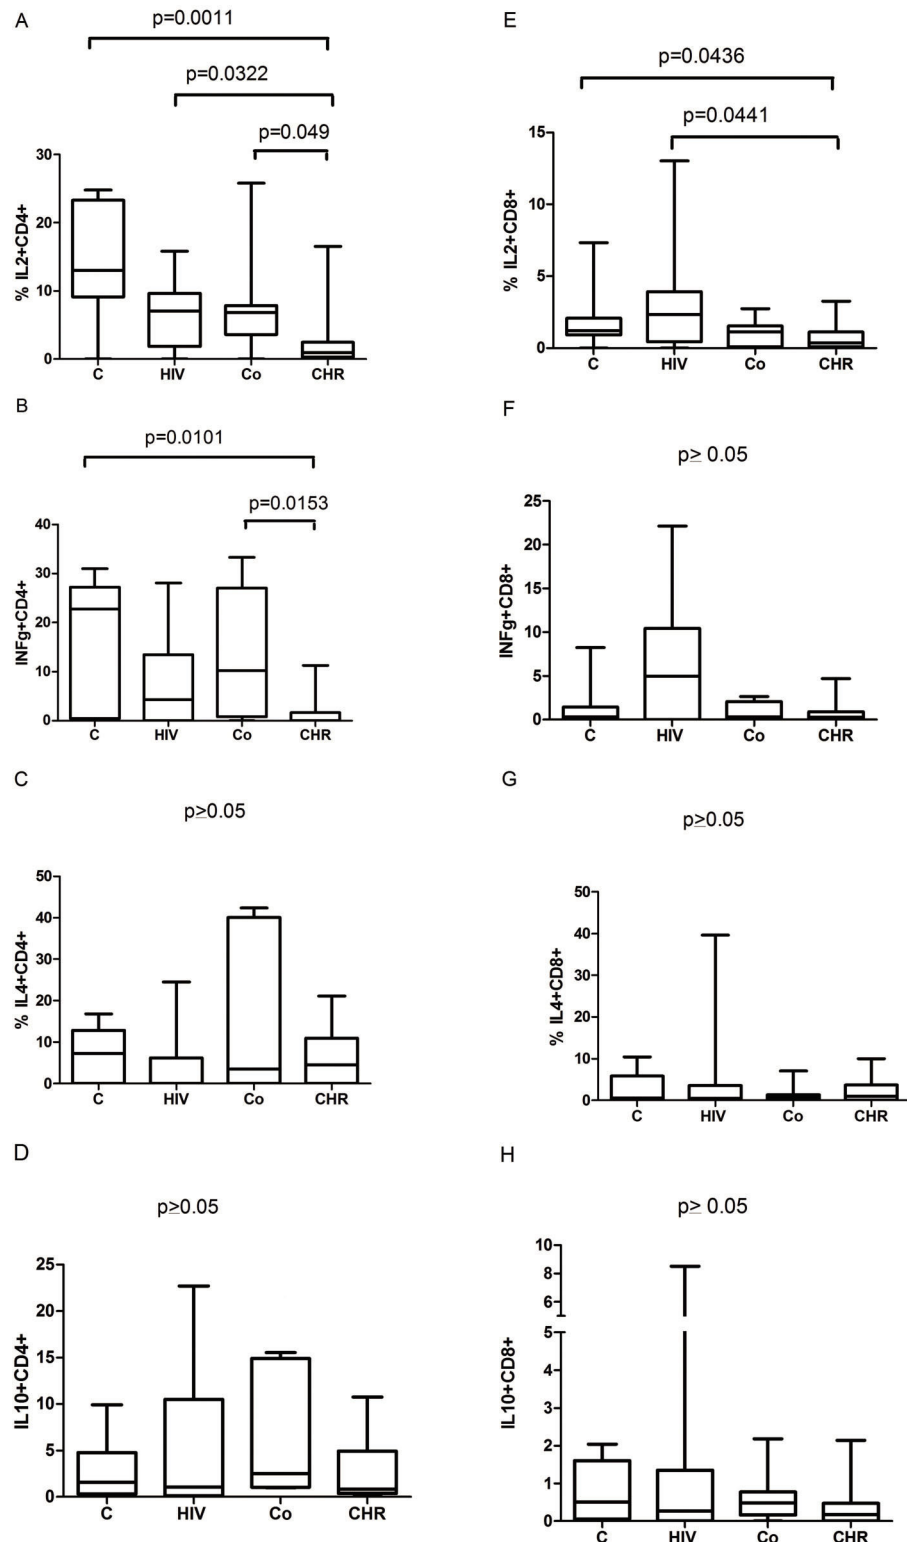 A
p=0.0011
p=0.0322
p=0.049
30
20
10
0
% IL2+CD4+
C HIV Co CHR
B
p=0.0101
p=0.0153
40
30
20
10
0
INFg+CD4+
C HIV Co CHR
C
p≥0.05
50
40
30
20
10
0
% IL4+CD4+
C HIV Co CHR
D
p≥0.05
25
20
15
10
5
0
IL10+CD4+
C HIV Co CHR
E
p=0.0436
p=0.0441
15
10
5
0
% IL2+CD8+
C HIV Co CHR
F
p≥ 0.05
25
20
15
10
5
0
INFg+CD8+
C HIV Co CHR
G
p≥0.05
50
40
30
20
10
0
% IL4+CD8+
C HIV Co CHR
H
p≥ 0.05
10
9
8
7
6
5
4
3
2
1
0
IL10+CD8+
C HIV Co CHR